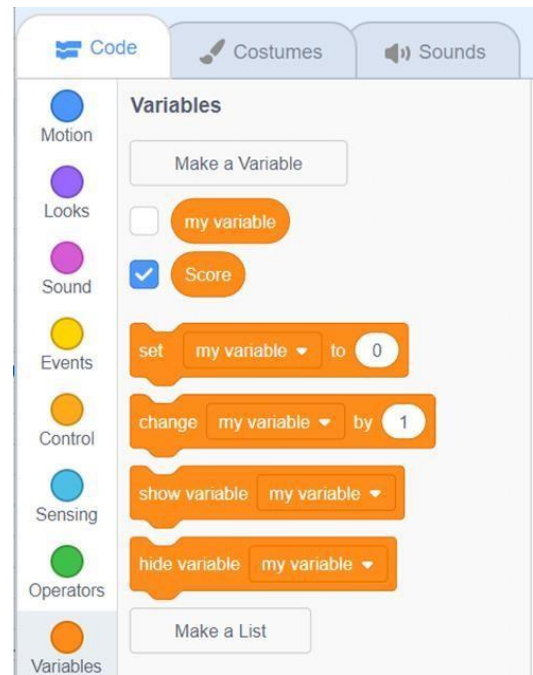 Code Costumes Sounds
Motion
Looks
Sound
Events
Control
Sensing
Operators
Variables
Variables
Make a Variable
my variable
Score
set my variable to 0
change my variable by 1
show variable my variable
hide variable my variable
Make a List